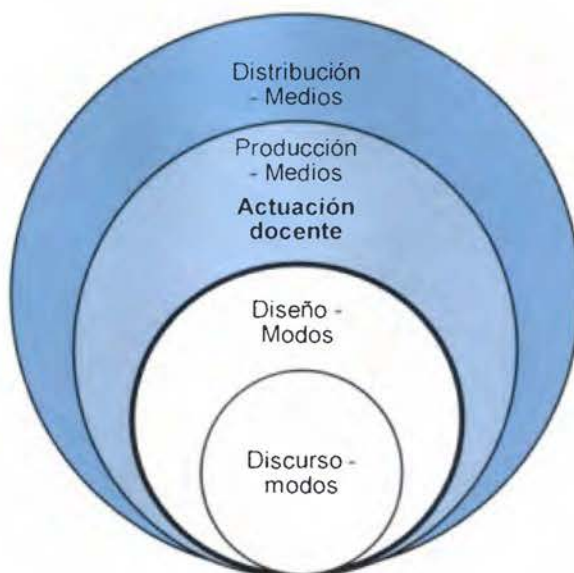 Distribución
- Medios
Producción
- Medios
Actuación
docente
Diseño -
Modos
Discurso -
modos